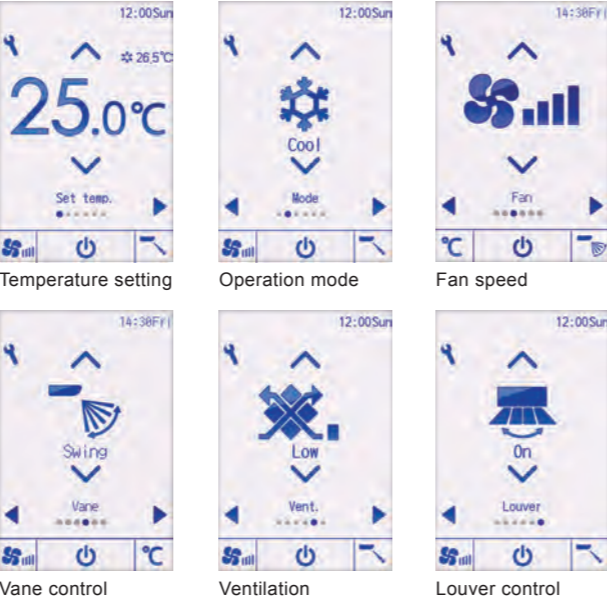 12:00Sun
26.5℃
25.0℃
Set temp.
Temperature setting
12:00Sun
Cool
Mode
Operation mode
14:30Fri
Fan
℃
Fan speed
14:30Fri
Swing
Vane
℃
Vane control
12:00Sun
Low
Vent.
Ventilation
12:00Sun
On
Louver
Louver control